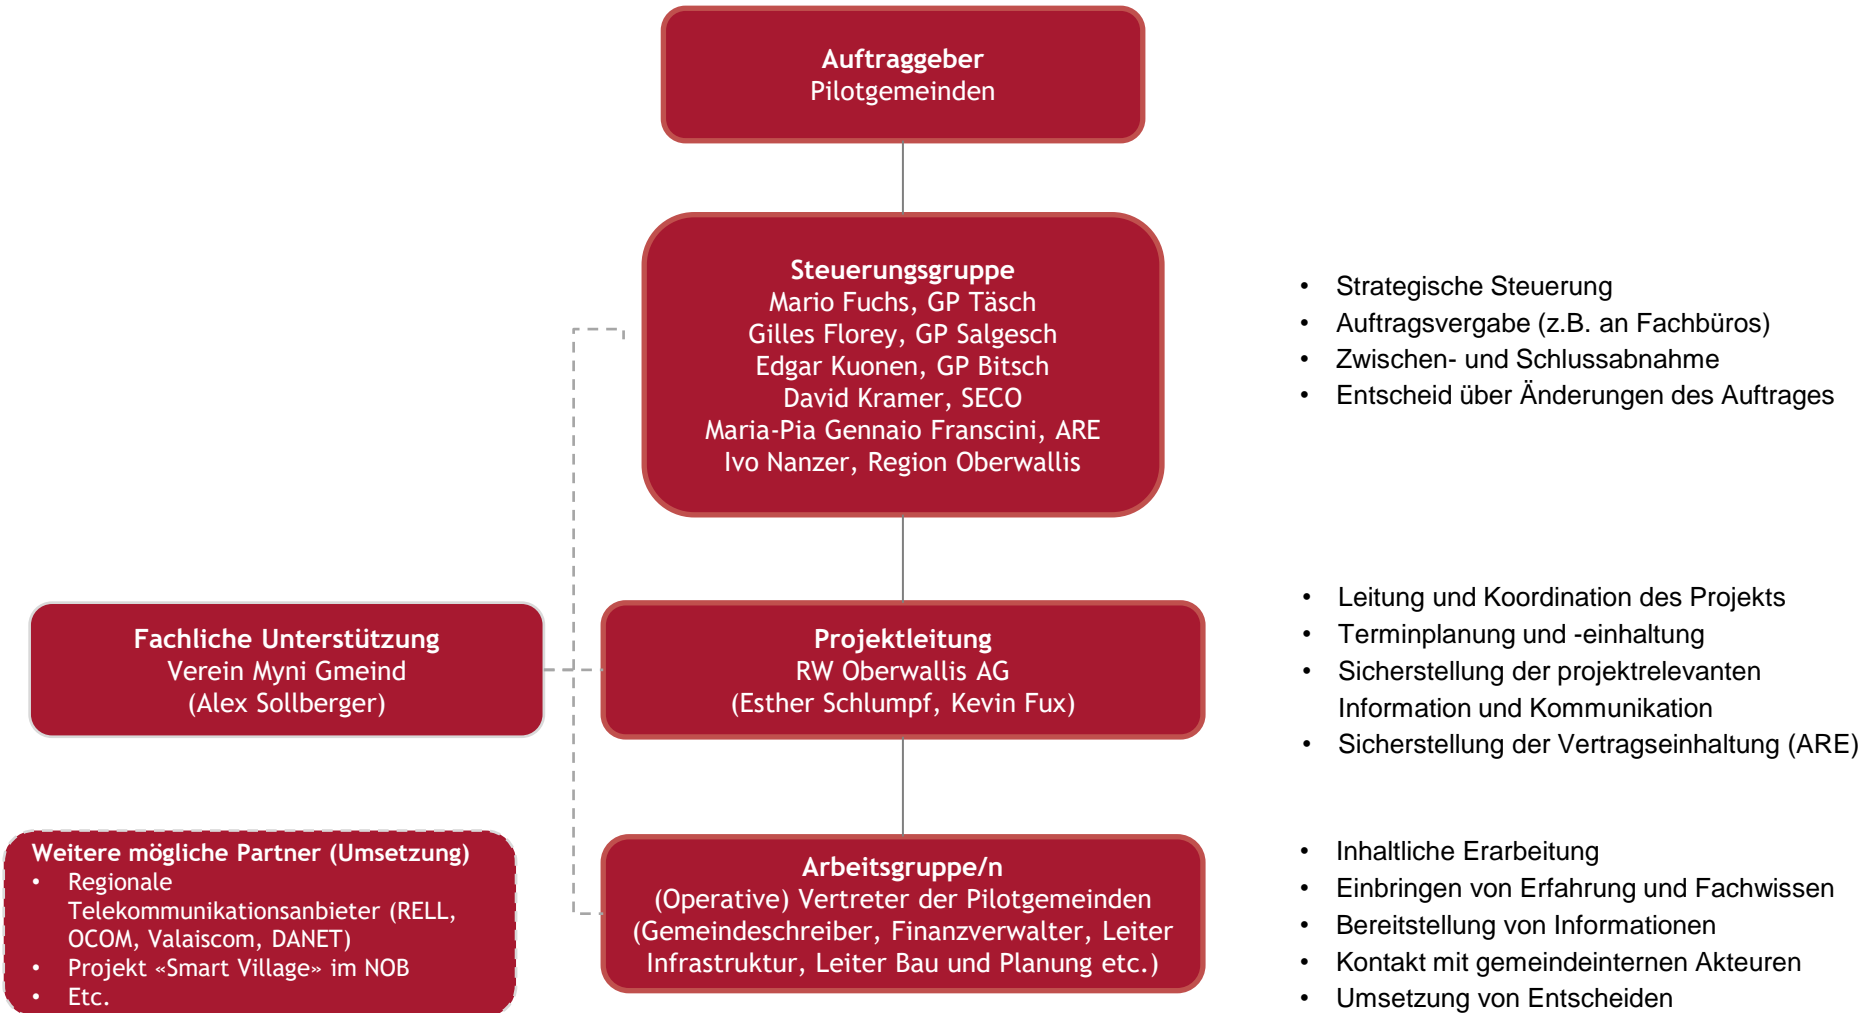 Auftraggeber
Pilotgemeinden
Steuerungsgruppe
Mario Fuchs, GP Täsch
Gilles Florey, GP Salgesch
Edgar Kuonen, GP Bitsch
David Kramer, SECO
Maria-Pia Gennaio Franscini, ARE
Ivo Nanzer, Region Oberwallis
• Strategische Steuerung
• Auftragsvergabe (z.B. an Fachbüros)
• Zwischen- und Schlussabnahme
• Entscheid über Änderungen des Auftrages
Fachliche Unterstützung
Verein Myni Gmeind
(Alex Sollberger)
Projektleitung
RW Oberwallis AG
(Esther Schlumpf, Kevin Fux)
• Leitung und Koordination des Projekts
• Terminplanung und -einhaltung
• Sicherstellung der projektrelevanten
Information und Kommunikation
• Sicherstellung der Vertragseinhaltung (ARE)
Weitere mögliche Partner (Umsetzung)
• Regionale
Telekommunikationsanbieter (RELL,
OCOM, Valaiscom, DANET)
• Projekt «Smart Village» im NOB
• Etc.
Arbeitsgruppe/n
(Operative) Vertreter der Pilotgemeinden
(Gemeindeschreiber, Finanzverwalter, Leiter
Infrastruktur, Leiter Bau und Planung etc.)
• Inhaltliche Erarbeitung
• Einbringen von Erfahrung und Fachwissen
• Bereitstellung von Informationen
• Kontakt mit gemeindeinternen Akteuren
• Umsetzung von Entscheiden